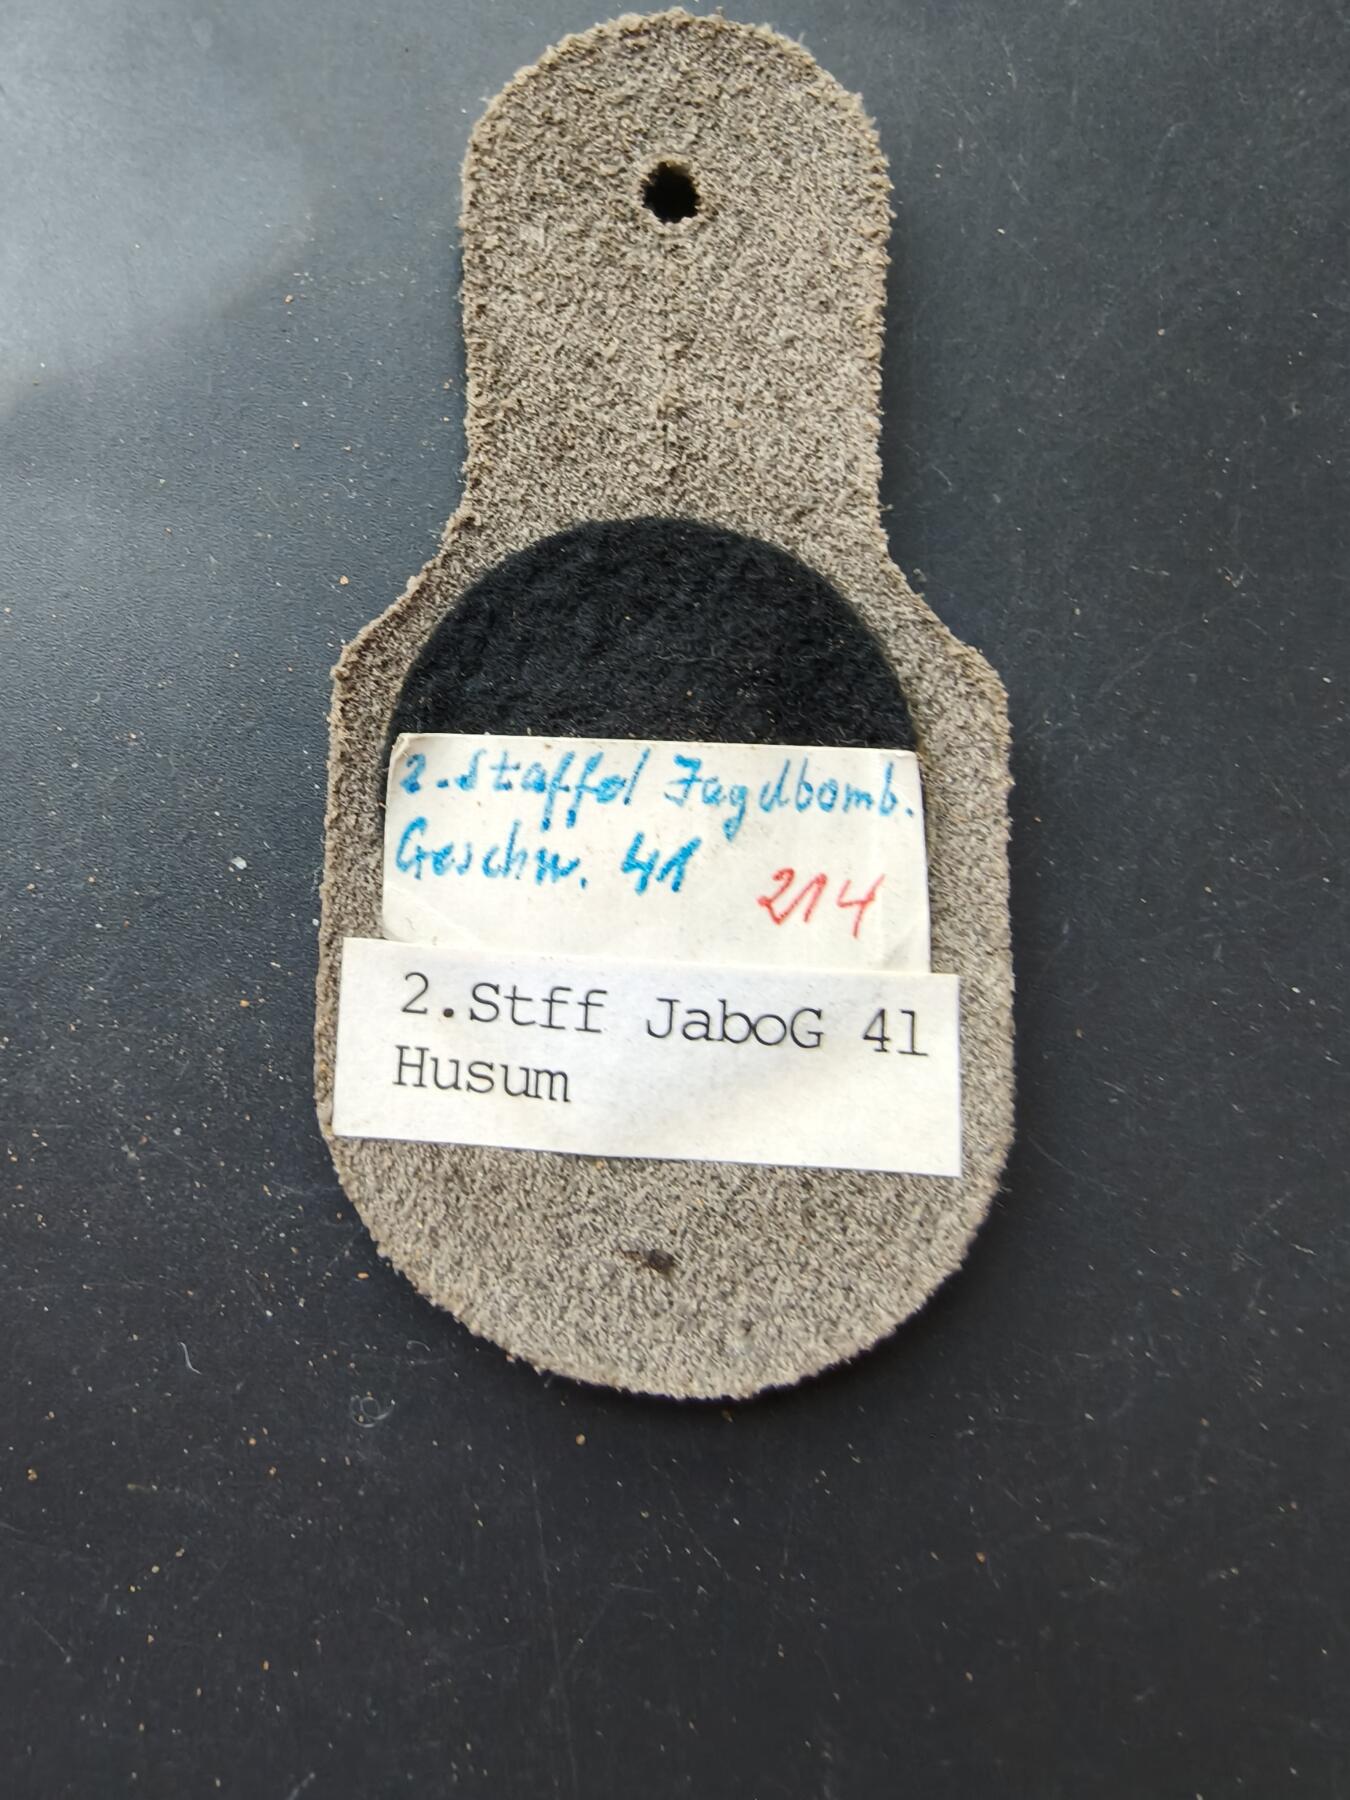 2. Staffel Jagdbomb.
Geschw. 41 214
2.Stff JaboG 41
Husum